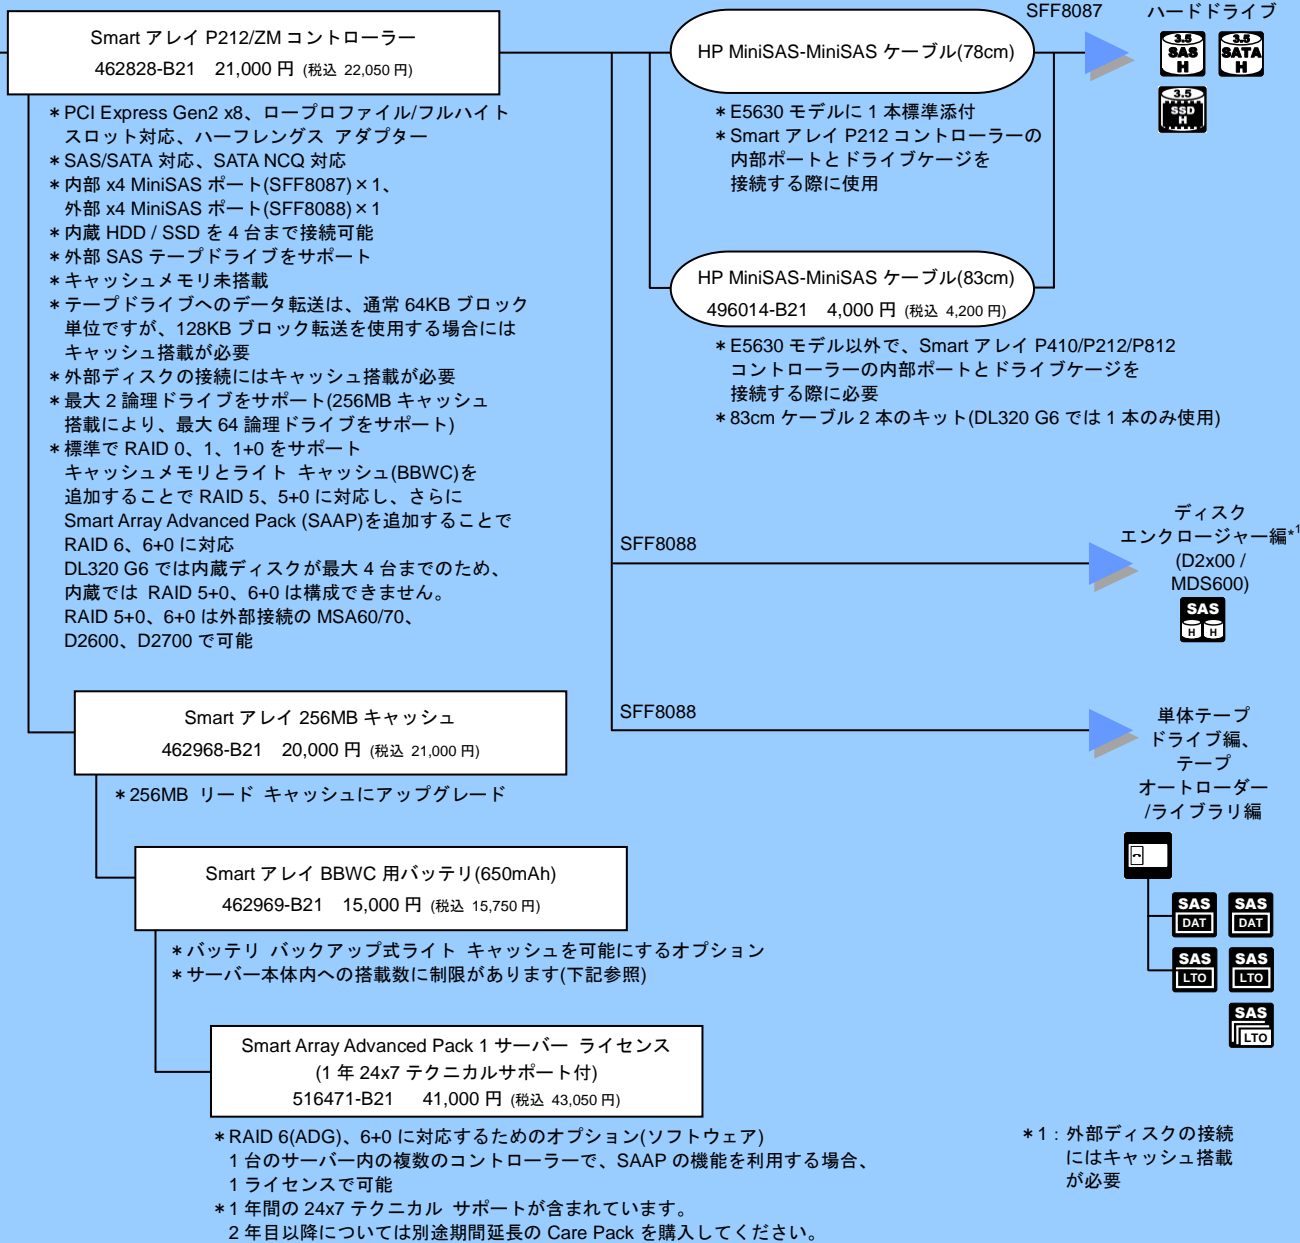 Smart アレイ P212/ZM コントローラー
462828-B21 21,000 円 (税込 22,050 円)
＊PCI Express Gen2 x8、ロープロファイル/フルハイト
スロット対応、ハーフレングス アダプター
＊SAS/SATA 対応、SATA NCQ 対応
＊内部 x4 MiniSAS ポート(SFF8087)×1、
外部 x4 MiniSAS ポート(SFF8088)×1
＊内蔵 HDD / SSD を 4 台まで接続可能
＊外部 SAS テープドライブをサポート
＊キャッシュメモリ未搭載
＊テープドライブへのデータ転送は、通常 64KB ブロック
単位ですが、128KB ブロック転送を使用する場合には
キャッシュ搭載が必要
＊外部ディスクの接続にはキャッシュ搭載が必要
＊最大 2 論理ドライブをサポート(256MB キャッシュ
搭載により、最大 64 論理ドライブをサポート)
＊標準で RAID 0、1、1+0 をサポート
キャッシュメモリとライト キャッシュ(BBWC)を
追加することで RAID 5、5+0 に対応し、さらに
Smart Array Advanced Pack (SAAP)を追加することで
RAID 6、6+0 に対応
DL320 G6 では内蔵ディスクが最大 4 台までのため、
内蔵では RAID 5+0、6+0 は構成できません。
RAID 5+0、6+0 は外部接続の MSA60/70、
D2600、D2700 で可能
HP MiniSAS-MiniSAS ケーブル(78cm)
＊E5630 モデルに 1 本標準添付
＊Smart アレイ P212 コントローラーの
内部ポートとドライブケージを
接続する際に使用
HP MiniSAS-MiniSAS ケーブル(83cm)
496014-B21 4,000 円 (税込 4,200 円)
＊E5630 モデル以外で、Smart アレイ P410/P212/P812
コントローラーの内部ポートとドライブケージを
接続する際に必要
＊83cm ケーブル 2 本のキット(DL320 G6 では 1 本のみ使用)
SFF8087
ハードドライブ
3.5 SAS H
3.5 SATA H
3.5 SSD H
SFF8088
ディスク
エンクロージャー編*1
(D2x00 /
MDS600)
SAS H H
SFF8088
単体テープ
ドライブ編、
テープ
オートローダー
/ライブラリ編
SAS DAT
SAS DAT
SAS LTO
SAS LTO
SAS LTO
Smart アレイ 256MB キャッシュ
462968-B21 20,000 円 (税込 21,000 円)
＊256MB リード キャッシュにアップグレード
Smart アレイ BBWC 用バッテリ(650mAh)
462969-B21 15,000 円 (税込 15,750 円)
＊バッテリ バックアップ式ライト キャッシュを可能にするオプション
＊サーバー本体内への搭載数に制限があります(下記参照)
Smart Array Advanced Pack 1 サーバー ライセンス
(1 年 24x7 テクニカルサポート付)
516471-B21 41,000 円 (税込 43,050 円)
＊RAID 6(ADG)、6+0 に対応するためのオプション(ソフトウェア)
1 台のサーバー内の複数のコントローラーで、SAAP の機能を利用する場合、
1 ライセンスで可能
＊1 年間の 24x7 テクニカル サポートが含まれています。
2 年目以降については別途期間延長の Care Pack を購入してください。
＊1：外部ディスクの接続
にはキャッシュ搭載
が必要